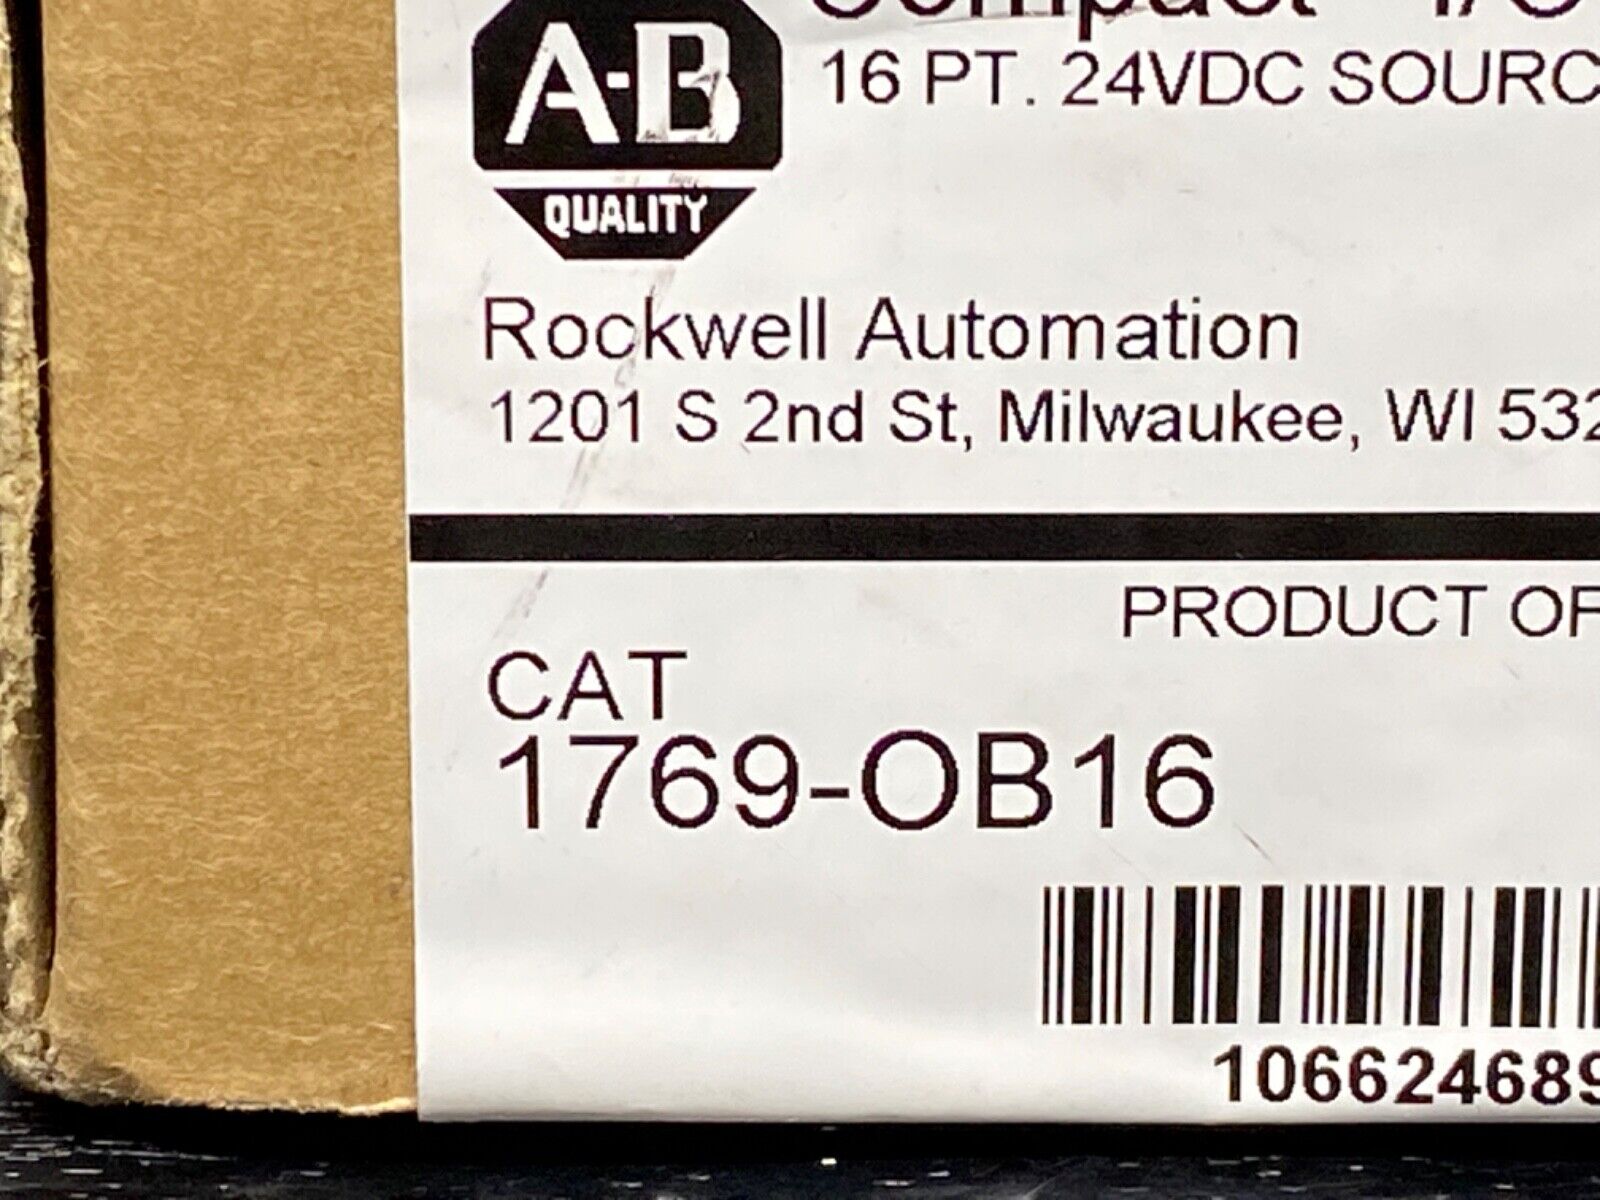 Compact I/O
A-B
16 PT. 24VDC SOURC
QUALITY
Rockwell Automation
1201 S 2nd St, Milwaukee, WI 532
PRODUCT OF
CAT
1769-OB16
106624689